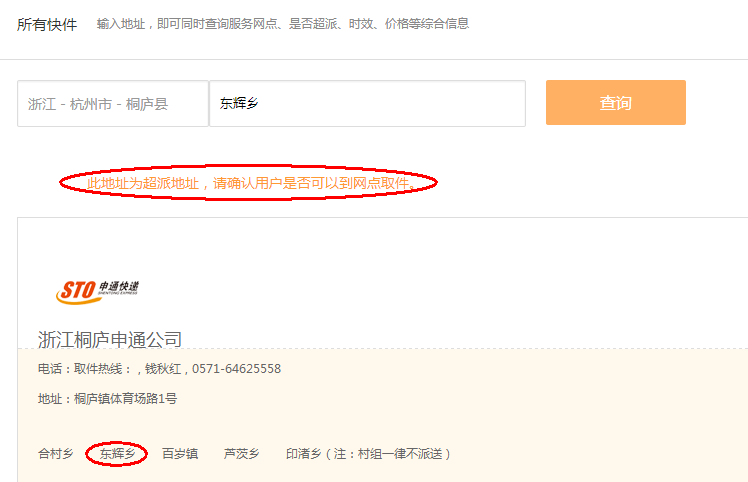 所有快件 输入地址，即可同时查询服务网点、是否超派、时效、价格等综合信息
浙江 - 杭州市 - 桐庐县 东辉乡 查询
此地址为超派地址，请确认用户是否可以到网点取件。
STO 申通快递
SHENTONG EXPRESS
浙江桐庐申通公司
电话：取件热线：，钱秋红，0571-64625558
地址：桐庐镇体育场路1号
合村乡 东辉乡 百岁镇 芦茨乡 印渚乡（注：村组一律不派送）